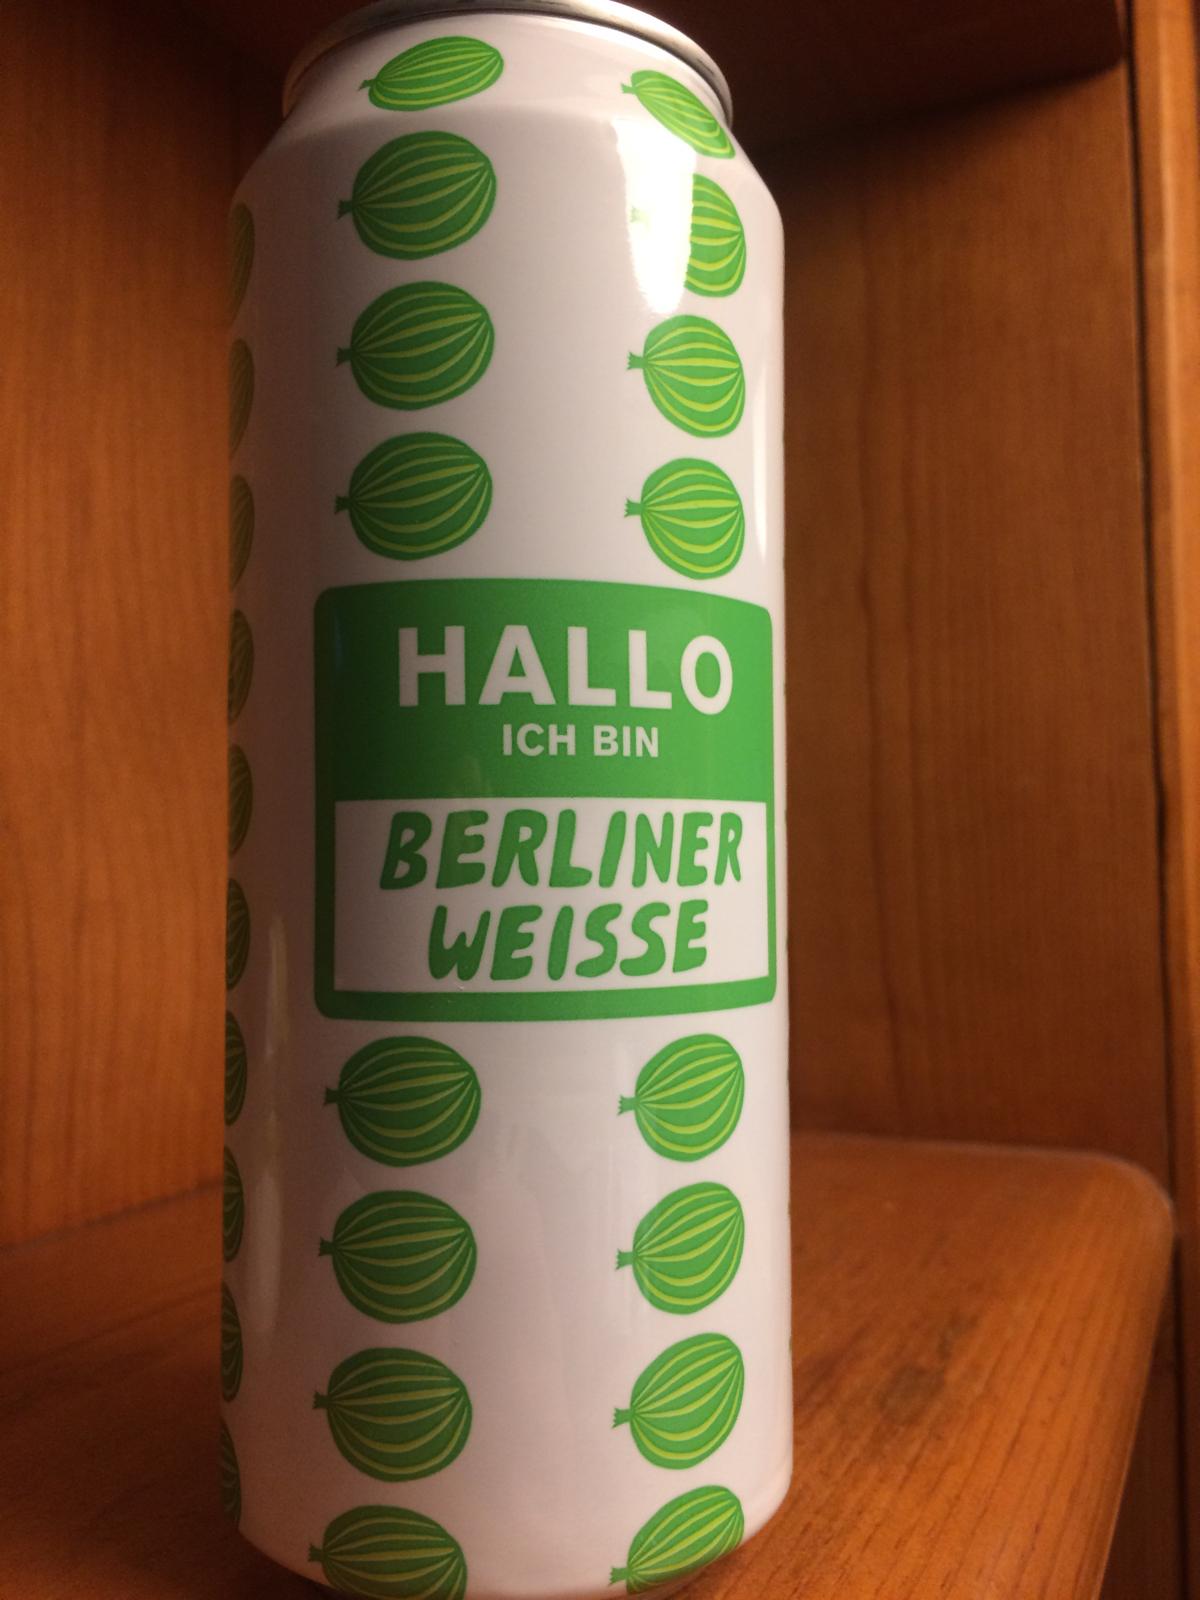 HALLO
ICH BIN
BERLINER
WEISSE